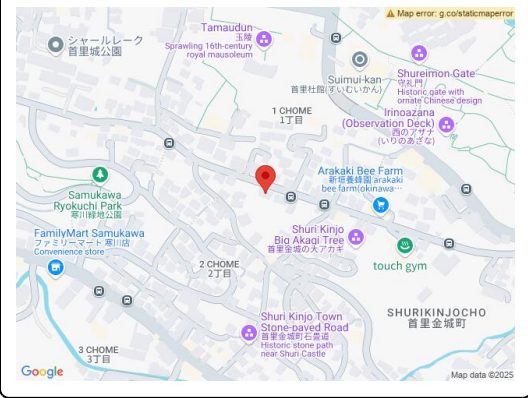 Map error: g.co/staticmaperror
Tamaudun
玉陵
Sprawling 16th-century
royal mausoleum
シャールレーク
首里城公園
Suimui-kan
首里杜館(すいむいかん)
Shureimon Gate
守礼門
Historic gate with
ornate Chinese design
1 CHOME
1丁目
Irinoazana
(Observation Deck)
西のアザナ
(いりのあざな)
Arakaki Bee Farm
新垣養蜂園 arakaki
bee farm(okinawa…
Samukawa
Ryokuchi Park
寒川緑地公園
FamilyMart Samukawa
ファミリーマート 寒川店
Convenience store
Shuri Kinjo
Big Akagi Tree
首里金城の大アカギ
touch gym
2 CHOME
2丁目
SHURIKINJOCHO
首里金城町
Shuri Kinjo Town
Stone-paved Road
首里金城町石畳道
Historic stone path
near Shuri Castle
3 CHOME
3丁目
Google
Map data ©2025